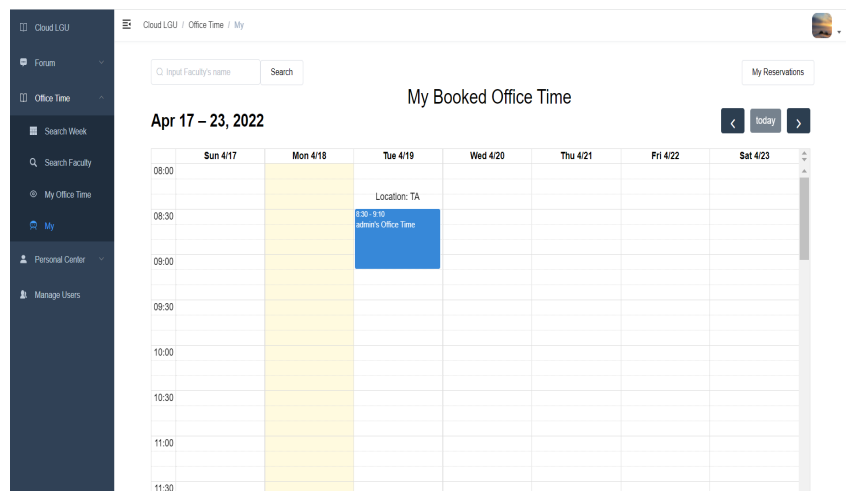 Cloud LGU
Forum
Office Time
Search Week
Search Faculty
My Office Time
My
Personal Center
Manage Users
Cloud LGU / Office Time / My
Input Faculty's name
Search
My Reservations
My Booked Office Time
Apr 17 – 23, 2022
today
Sun 4/17 Mon 4/18 Tue 4/19 Wed 4/20 Thu 4/21 Fri 4/22 Sat 4/23
08:00
Location: TA
08:30
8:30 - 9:10
admin's Office Time
09:00
09:30
10:00
10:30
11:00
11:30